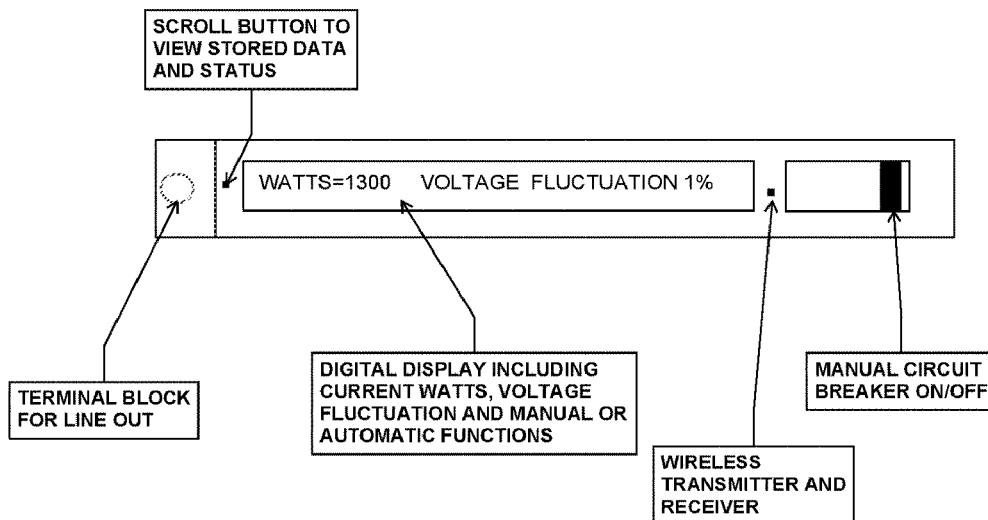 SCROLL BUTTON TO
VIEW STORED DATA
AND STATUS
WATTS=1300 VOLTAGE FLUCTUATION 1%
TERMINAL BLOCK
FOR LINE OUT
DIGITAL DISPLAY INCLUDING
CURRENT WATTS, VOLTAGE
FLUCTUATION AND MANUAL OR
AUTOMATIC FUNCTIONS
WIRELESS
TRANSMITTER AND
RECEIVER
MANUAL CIRCUIT
BREAKER ON/OFF